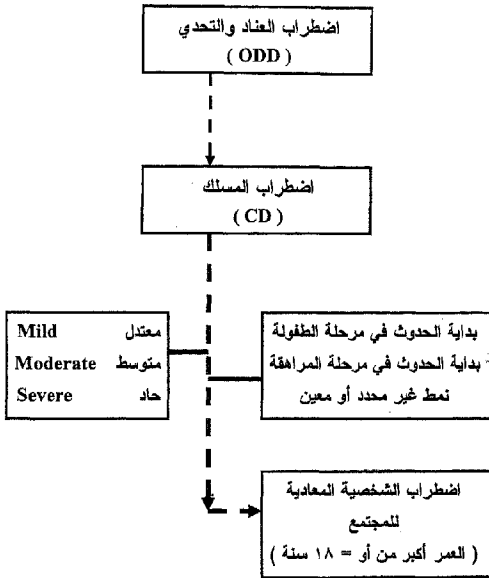 اضطراب العناد والتحدي
( ODD )
اضطراب المسلك
( CD )
بداية الحدوث في مرحلة الطفولة
بداية الحدوث في مرحلة المراهقة
نمط غير محدد أو معين
معتدل Mild
متوسط Moderate
حاد Severe
اضطراب الشخصية المعادية
للمجتمع
( العمر أكبر من أو = ١٨ سنة )